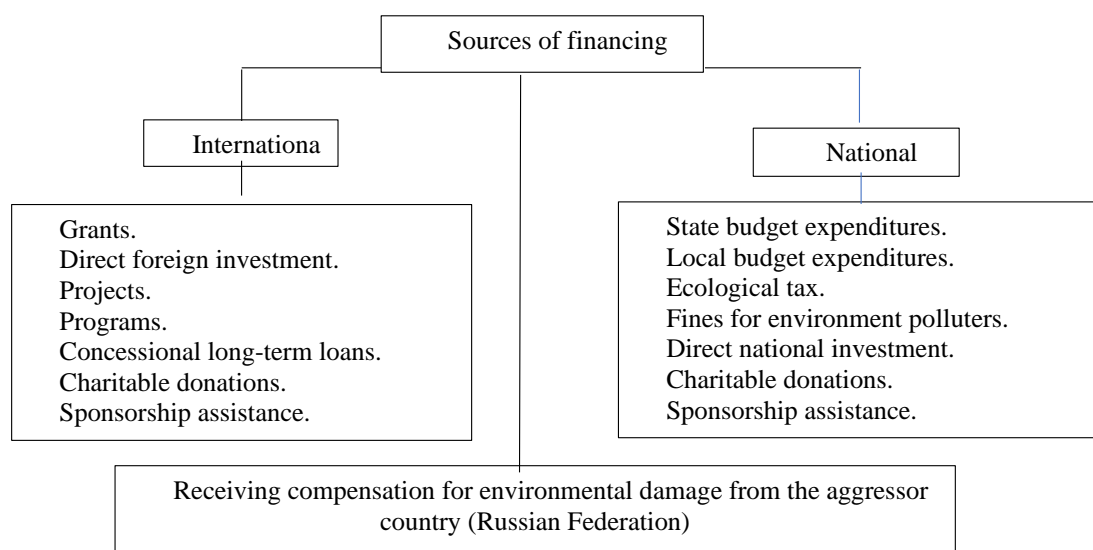 Sources of financing
Internationa
National
Grants.
Direct foreign investment.
Projects.
Programs.
Concessional long-term loans.
Charitable donations.
Sponsorship assistance.
State budget expenditures.
Local budget expenditures.
Ecological tax.
Fines for environment polluters.
Direct national investment.
Charitable donations.
Sponsorship assistance.
Receiving compensation for environmental damage from the aggressor
country (Russian Federation)